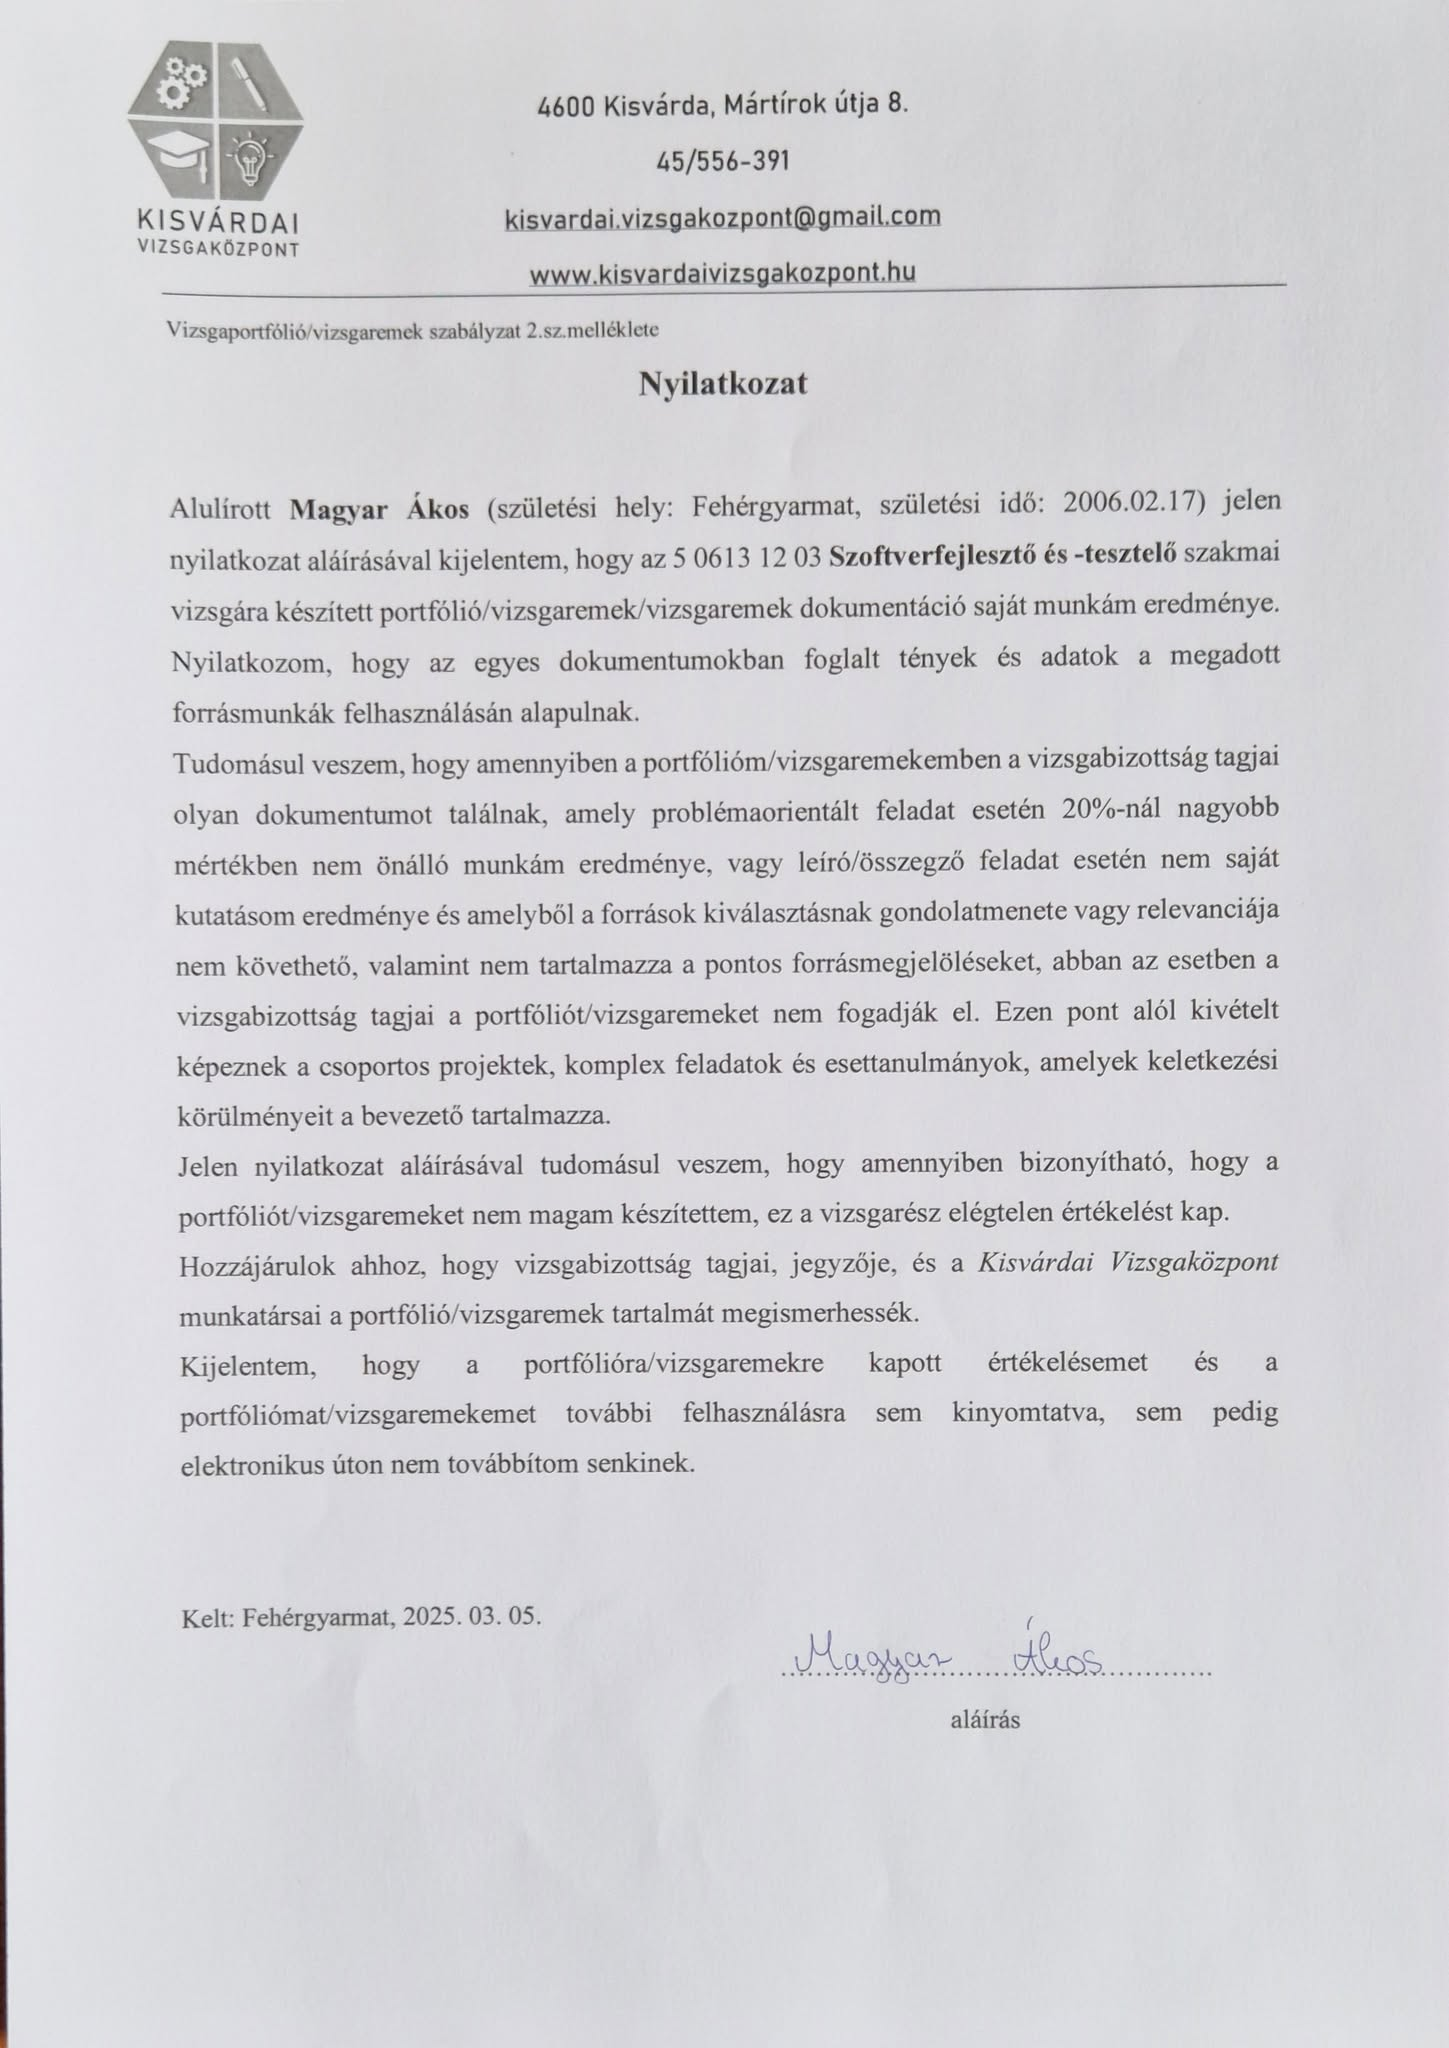 KISVÁRDAI
VIZSGAKÖZPONT
4600 Kisvárda, Mártírok útja 8.
45/556-391
kisvardai.vizsgakozpont@gmail.com
www.kisvardaivizsgakozpont.hu
Vizsgaportfólió/vizsgaremek szabályzat 2.sz.melléklete
Nyilatkozat
Alulírott Magyar Ákos (születési hely: Fehérgyarmat, születési idő: 2006.02.17) jelen
nyilatkozat aláírásával kijelentem, hogy az 5 0613 12 03 Szoftverfejlesztő és -tesztelő szakmai
vizsgára készített portfólió/vizsgaremek/vizsgaremek dokumentáció saját munkám eredménye.
Nyilatkozom, hogy az egyes dokumentumokban foglalt tények és adatok a megadott
forrásmunkák felhasználásán alapulnak.
Tudomásul veszem, hogy amennyiben a portfólióm/vizsgaremekemben a vizsgabizottság tagjai
olyan dokumentumot találnak, amely problémaorientált feladat esetén 20%-nál nagyobb
mértékben nem önálló munkám eredménye, vagy leíró/összegző feladat esetén nem saját
kutatásom eredménye és amelyből a források kiválasztásnak gondolatmenete vagy relevanciája
nem követhető, valamint nem tartalmazza a pontos forrásmegjelöléseket, abban az esetben a
vizsgabizottság tagjai a portfóliót/vizsgaremeket nem fogadják el. Ezen pont alól kivételt
képeznek a csoportos projektek, komplex feladatok és esettanulmányok, amelyek keletkezési
körülményeit a bevezető tartalmazza.
Jelen nyilatkozat aláírásával tudomásul veszem, hogy amennyiben bizonyítható, hogy a
portfóliót/vizsgaremeket nem magam készítettem, ez a vizsgarész elégtelen értékelést kap.
Hozzájárulok ahhoz, hogy vizsgabizottság tagjai, jegyzője, és a Kisvárdai Vizsgaközpont
munkatársai a portfólió/vizsgaremek tartalmát megismerhessék.
Kijelentem, hogy a portfólióra/vizsgaremekre kapott értékelésemet és a
portfóliómat/vizsgaremekemet további felhasználásra sem kinyomtatva, sem pedig
elektronikus úton nem továbbítom senkinek.
Kelt: Fehérgyarmat, 2025. 03. 05.
Magyar Ákos
aláírás